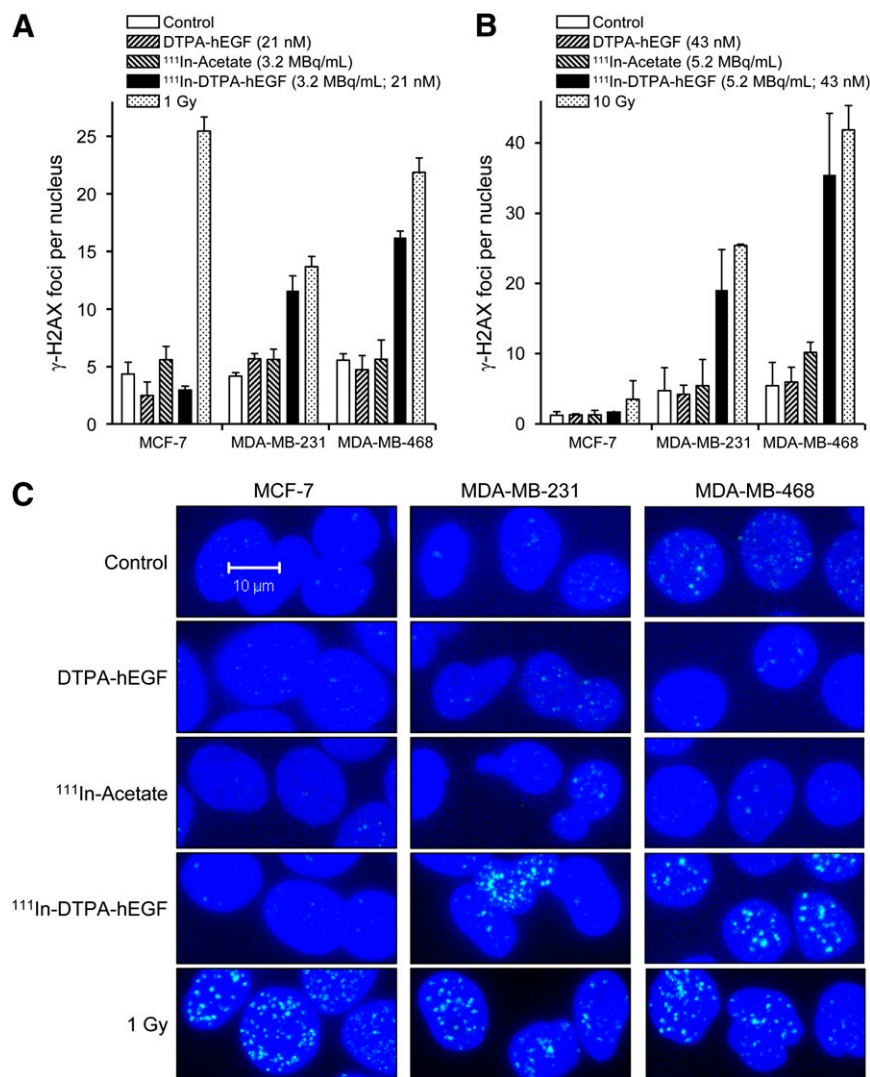 A
Control
DTPA-hEGF (21 nM)
¹¹¹In-Acetate (3.2 MBq/mL)
¹¹¹In-DTPA-hEGF (3.2 MBq/mL; 21 nM)
1 Gy
γ-H2AX foci per nucleus
25
20
15
10
5
0
MCF-7 MDA-MB-231 MDA-MB-468
B
Control
DTPA-hEGF (43 nM)
¹¹¹In-Acetate (5.2 MBq/mL)
¹¹¹In-DTPA-hEGF (5.2 MBq/mL; 43 nM)
10 Gy
γ-H2AX foci per nucleus
40
30
20
10
0
MCF-7 MDA-MB-231 MDA-MB-468
C
MCF-7 MDA-MB-231 MDA-MB-468
Control
10 µm
DTPA-hEGF
¹¹¹In-Acetate
¹¹¹In-DTPA-hEGF
1 Gy